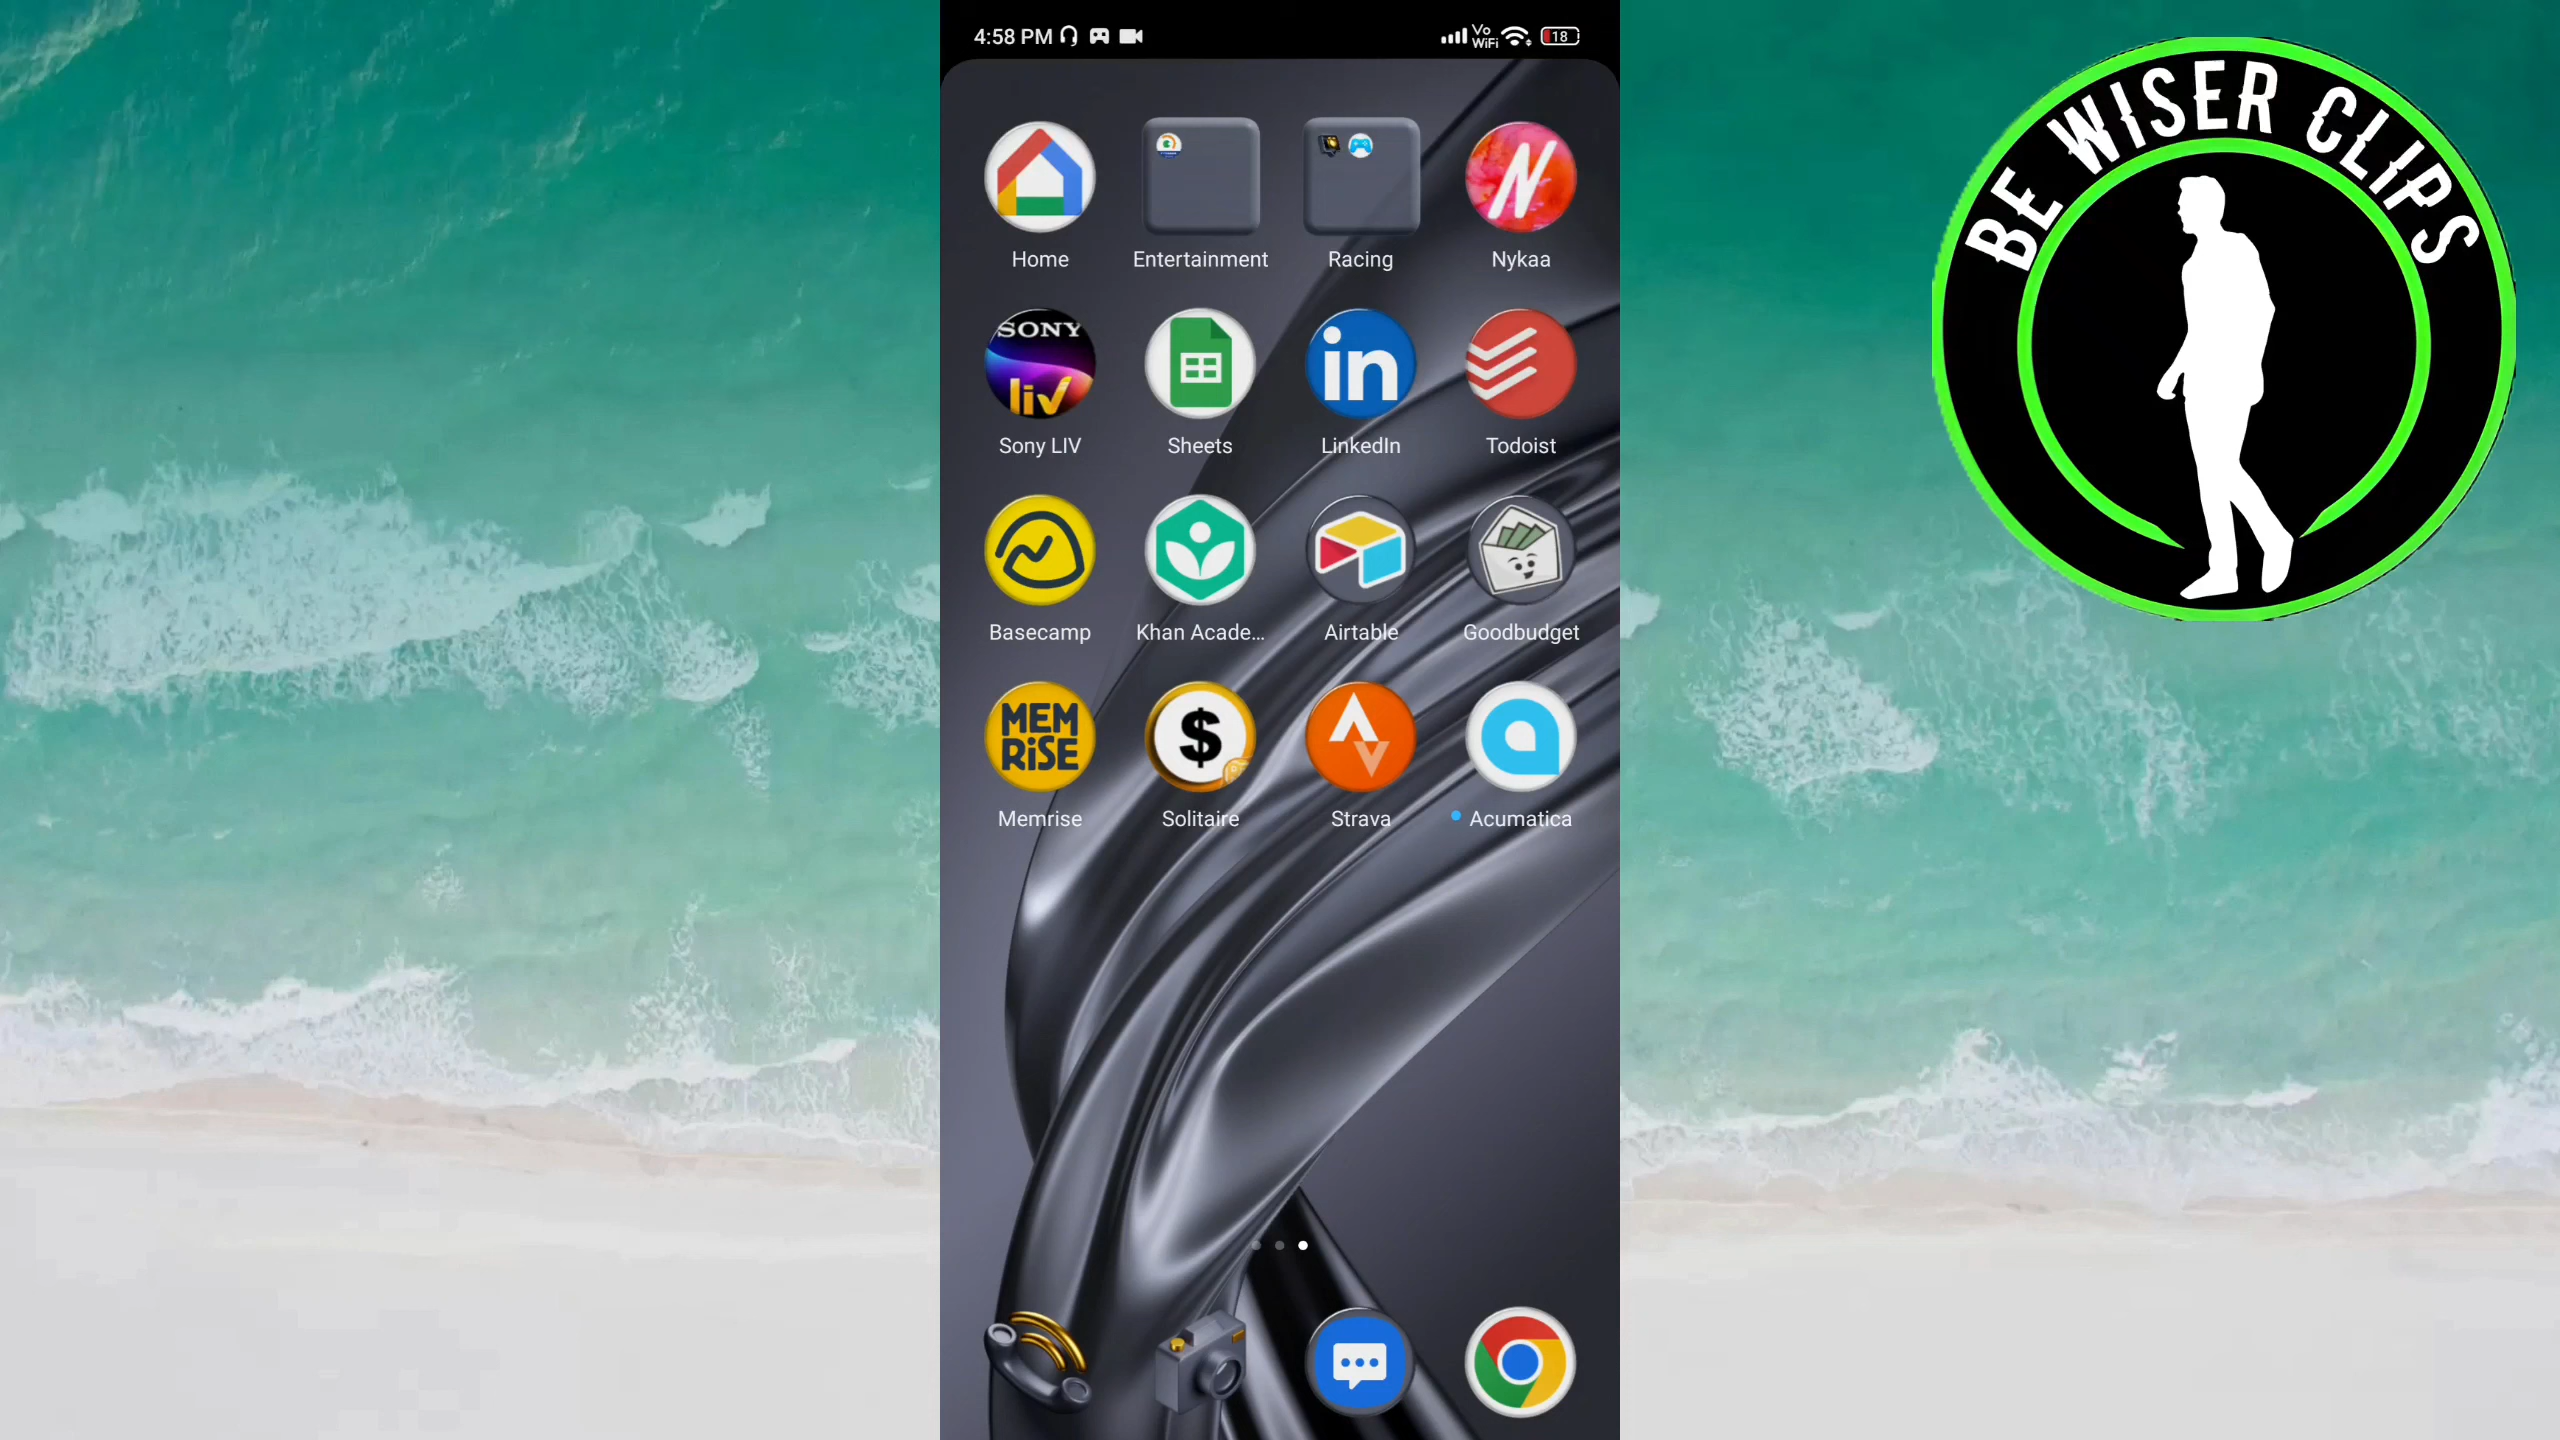 4:58 PM
Vo
WiFi
18
BE WISER CLIPS
Home
Entertainment
Racing
Nykaa
SONY
liv
in
Sony LIV
Sheets
LinkedIn
Todoist
Basecamp
Khan Acade...
Airtable
Goodbudget
MEM
RiSE
$
Memrise
Solitaire
Strava
Acumatica